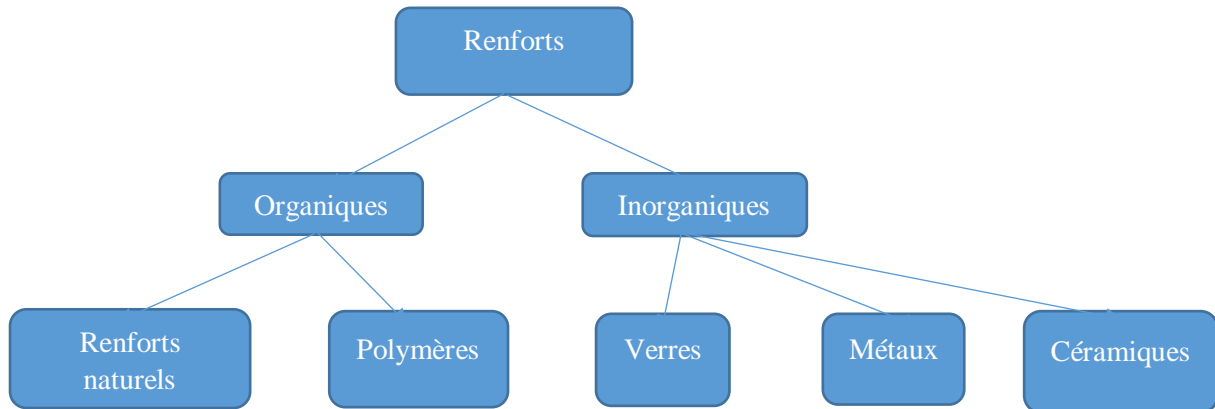 Renforts
Organiques
Inorganiques
Renforts
naturels
Polymères
Verres
Métaux
Céramiques